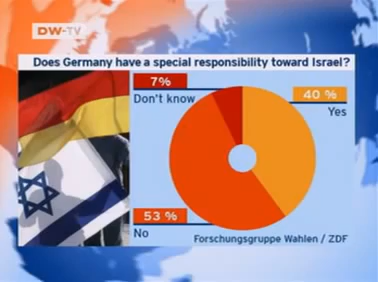 DW-TV
Does Germany have a special responsibility toward Israel?
7%
Don't know
40 %
Yes
53 %
No
Forschungsgruppe Wahlen / ZDF